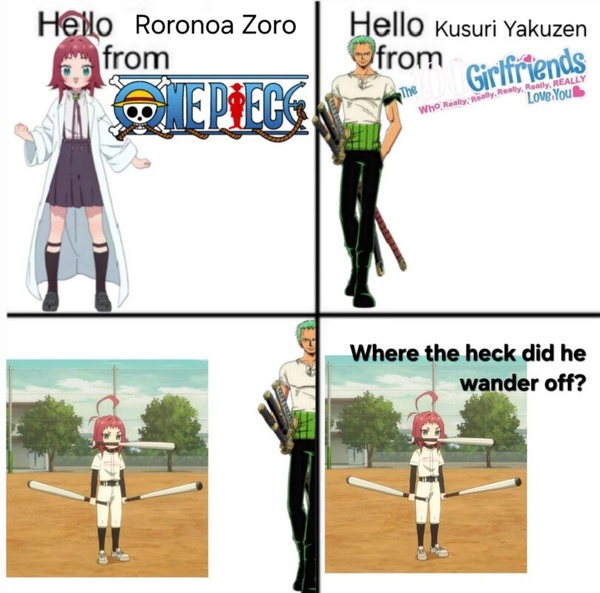 Hello Roronoa Zoro
from
ONE PIECE
Hello Kusuri Yakuzen
from
The 100 Girlfriends
Who Really, Really, Really, Really, REALLY
Love You
Where the heck did he
wander off?